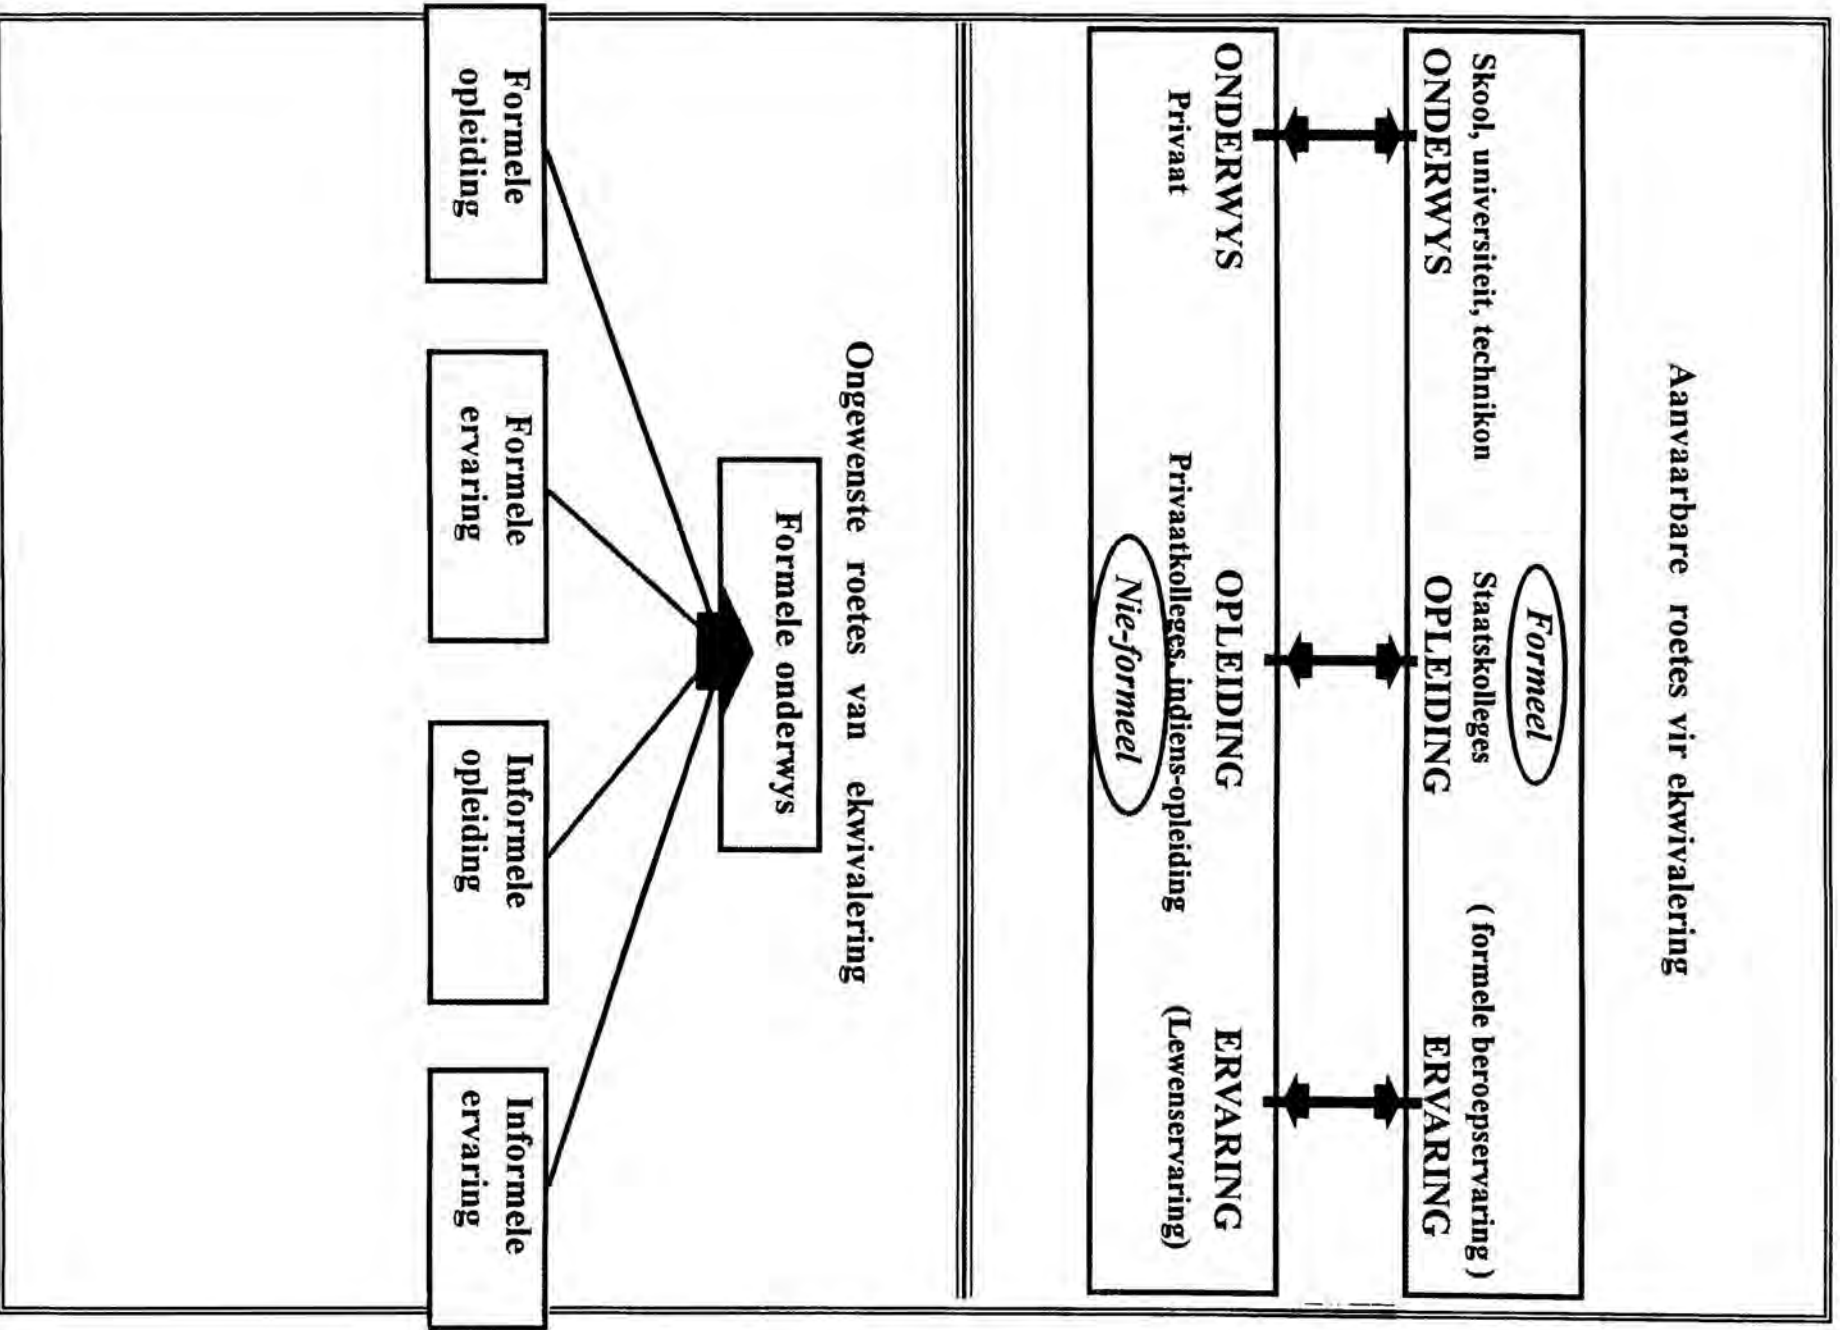 Aanvaarbare roetes vir ekwivalering
Formeel
Skool, universiteit, technikon
Staatskolleges
( formele beroepservaring )
ONDERWYS
OPLEIDING
ERVARING
ONDERWYS
OPLEIDING
ERVARING
Privaat
Privaatkolleges, indiens-opleiding
(Lewenservaring)
Nie-formeel
Ongewenste roetes van ekwivalering
Formele onderwys
Formele
opleiding
Formele
ervaring
Informele
opleiding
Informele
ervaring